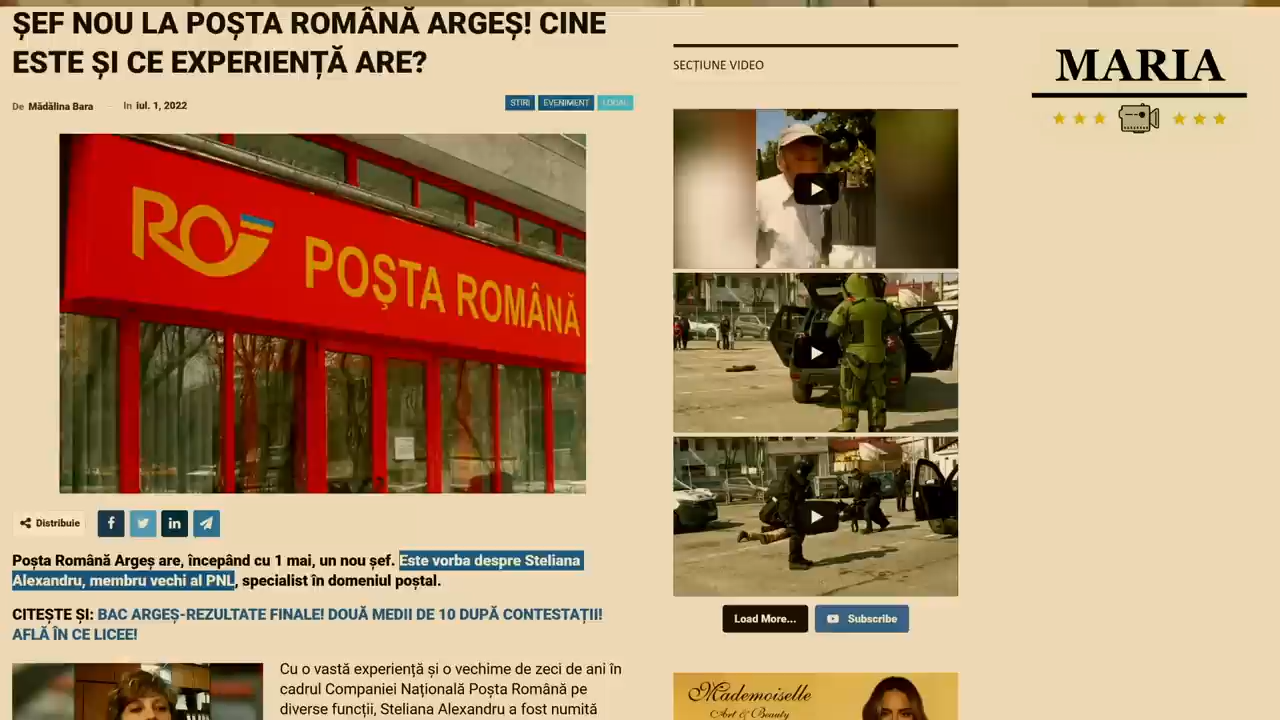 ȘEF NOU LA POȘTA ROMÂNĂ ARGEȘ! CINE
ESTE ȘI CE EXPERIENȚĂ ARE?
De Mădălina Bara In iul. 1, 2022
STIRI EVENIMENT LOCAL
RO POȘTA ROMÂNĂ
Distribuie
Poșta Română Argeș are, începând cu 1 mai, un nou șef. Este vorba despre Steliana
Alexandru, membru vechi al PNL, specialist în domeniul poștal.
CITEȘTE ȘI: BAC ARGEȘ-REZULTATE FINALE! DOUĂ MEDII DE 10 DUPĂ CONTESTAȚII!
AFLĂ ÎN CE LICEE!
Cu o vastă experiență și o vechime de zeci de ani în
cadrul Companiei Națională Poșta Română pe
diverse funcții, Steliana Alexandru a fost numită
SECȚIUNE VIDEO
Load More... Subscribe
Mademoiselle
Art & Beauty
MARIA